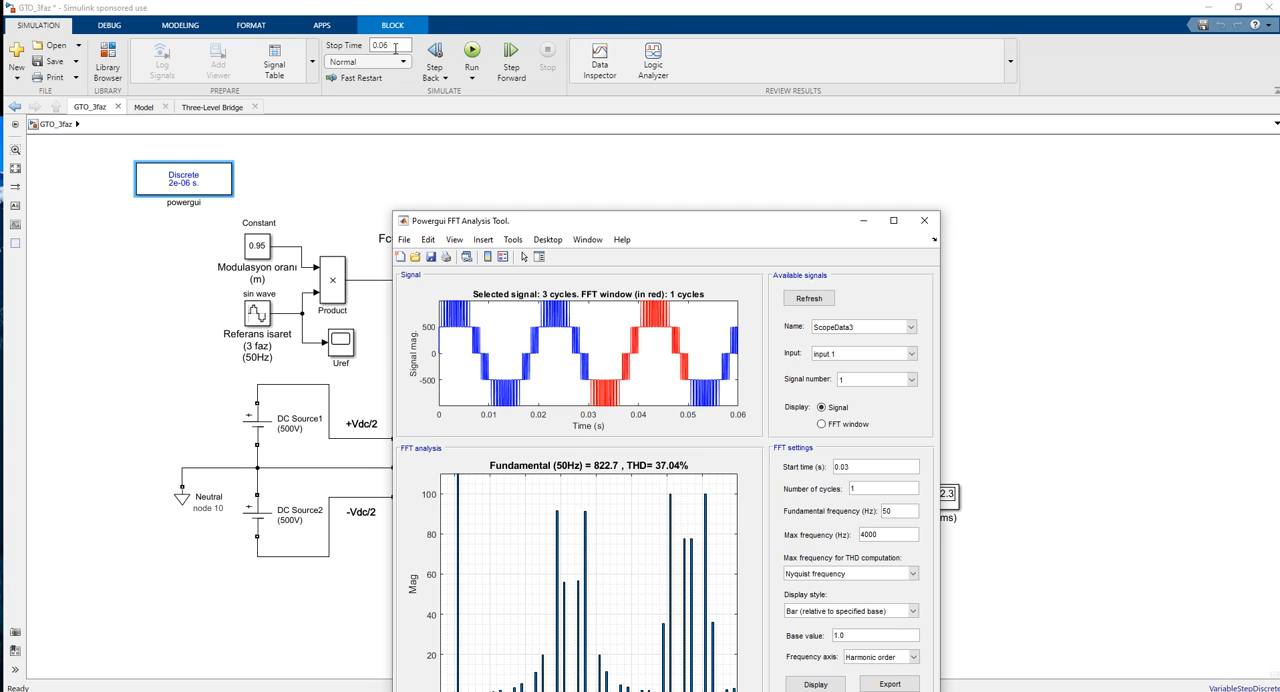 GTO_3faz * - Simulink sponsored use
SIMULATION DEBUG MODELING FORMAT APPS BLOCK
New
Open
Save
Print
FILE
Library Browser
LIBRARY
Log Signals
Add Viewer
Signal Table
PREPARE
Stop Time 0.06
Normal
Fast Restart
Step Back
Run
Step Forward
Stop
SIMULATE
Data Inspector
Logic Analyzer
REVIEW RESULTS
GTO_3faz Model Three-Level Bridge
GTO_3faz
Discrete
2e-06 s.
powergui
Constant
0.95
Modulasyon oranı
(m)
sin wave
Referans isaret
(3 faz)
(50Hz)
×
Product
Uref
Fc
DC Source1
(500V)
+Vdc/2
Neutral
node 10
DC Source2
(500V)
-Vdc/2
2.3
ms)
Powergui FFT Analysis Tool.
File Edit View Insert Tools Desktop Window Help
Signal
Selected signal: 3 cycles. FFT window (in red): 1 cycles
Signal mag.
500
0
-500
0 0.01 0.02 0.03 0.04 0.05 0.06
Time (s)
FFT analysis
Fundamental (50Hz) = 822.7 , THD= 37.04%
Mag
100
80
60
40
20
Available signals
Refresh
Name: ScopeData3
Input: input 1
Signal number: 1
Display: Signal
FFT window
FFT settings
Start time (s): 0.03
Number of cycles: 1
Fundamental frequency (Hz): 50
Max frequency (Hz): 4000
Max frequency for THD computation:
Nyquist frequency
Display style:
Bar (relative to specified base)
Base value: 1.0
Frequency axis: Harmonic order
Display Export
Ready
VariableStepDiscrete